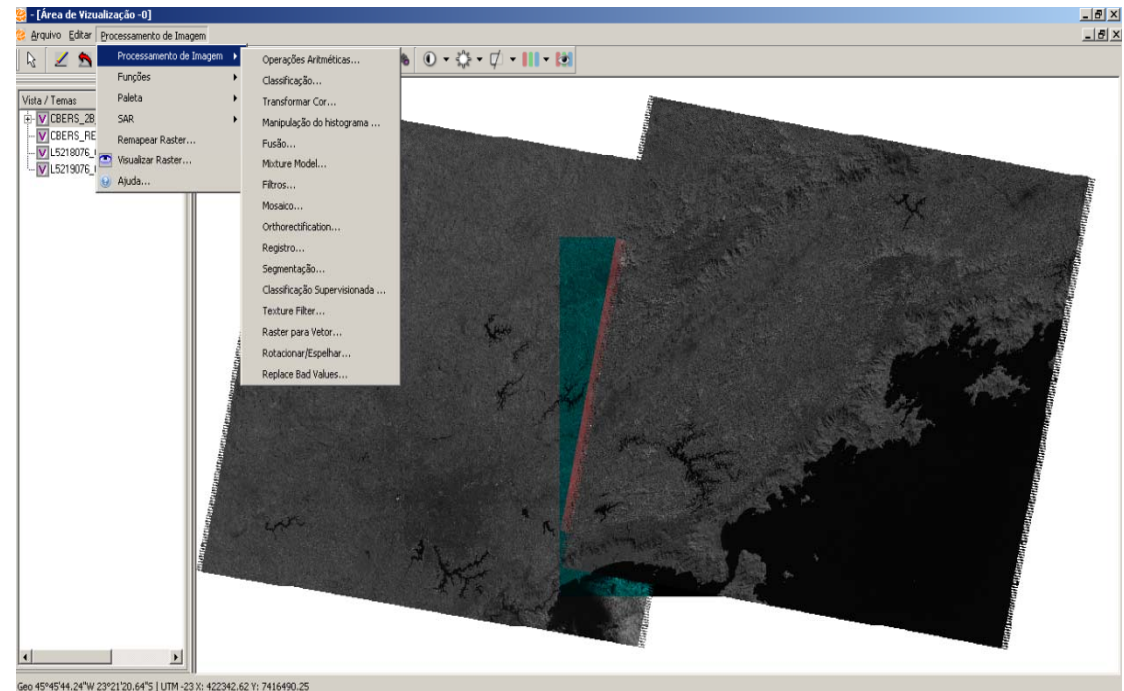 - [Área de Vizualização -0]
Arquivo Editar Processamento de Imagem
Vista / Temas
CBERS_2B
CBERS_RE
L5218076_
L5219076_
Processamento de Imagem
Funções
Paleta
SAR
Remapear Raster...
Visualizar Raster...
Ajuda...
Operações Aritméticas...
Classificação...
Transformar Cor...
Manipulação do histograma ...
Fusão...
Mixture Model...
Filtros...
Mosaico...
Orthorectification...
Registro...
Segmentação...
Classificação Supervisionada ...
Texture Filter...
Raster para Vetor...
Rotacionar/Espelhar...
Replace Bad Values...
Geo 45°45'44.24"W 23°21'20.64"S | UTM -23 X: 422342.62 Y: 7416490.25